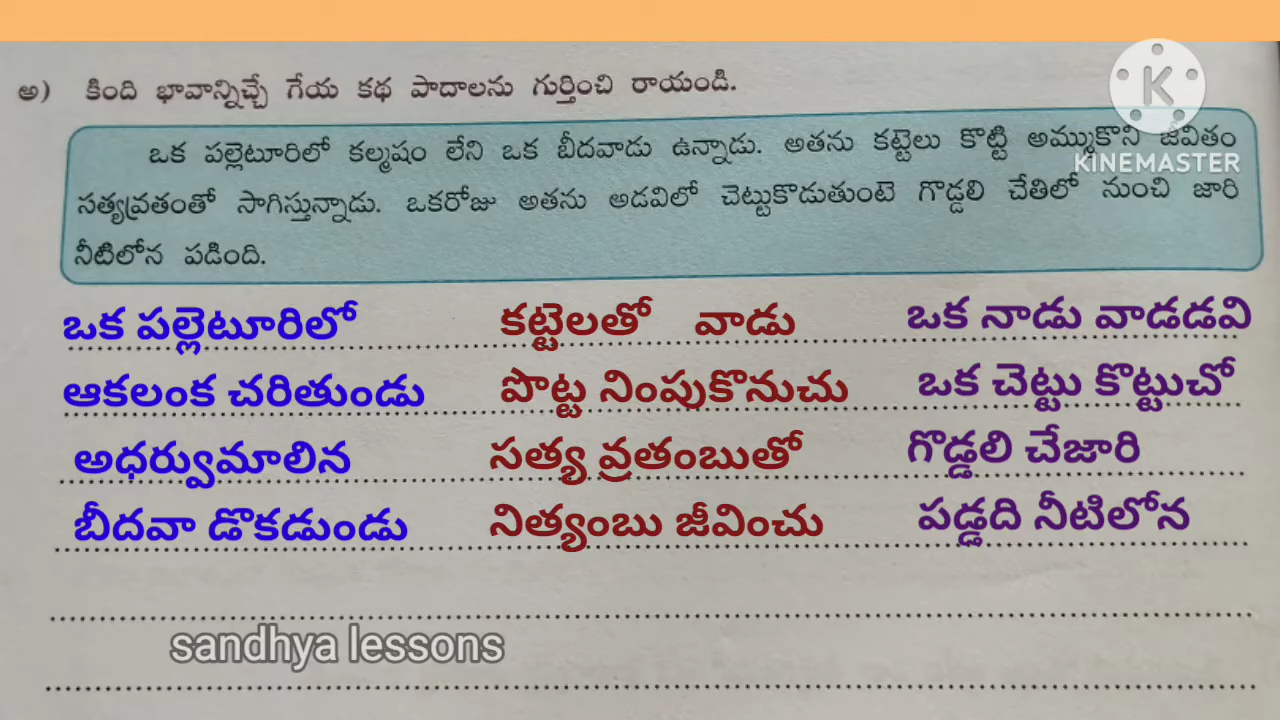 అ) కింది భావాన్నిచ్చే గేయ కథ పాదాలను గుర్తించి రాయండి.
K
KINEMASTER
ఒక పల్లెటూరిలో కల్మషం లేని ఒక బీదవాడు ఉన్నాడు. అతను కట్టెలు కొట్టి అమ్ముకొని జీవితం
సత్యవ్రతంతో సాగిస్తున్నాడు. ఒకరోజు అతను అడవిలో చెట్టుకొడుతుంటె గొడ్డలి చేతిలో నుంచి జారి
నీటిలోన పడింది.
ఒక పల్లెటూరిలో
ఆకలంక చరితుండు
అధర్వుమాలిన
బీదవా డొకడుండు
కట్టెలతో వాడు
పొట్ట నింపుకొనుచు
సత్య వ్రతంబుతో
నిత్యంబు జీవించు
ఒక నాడు వాడడవి
ఒక చెట్టు కొట్టుచో
గొడ్డలి చేజారి
పడ్డది నీటిలోన
sandhya lessons